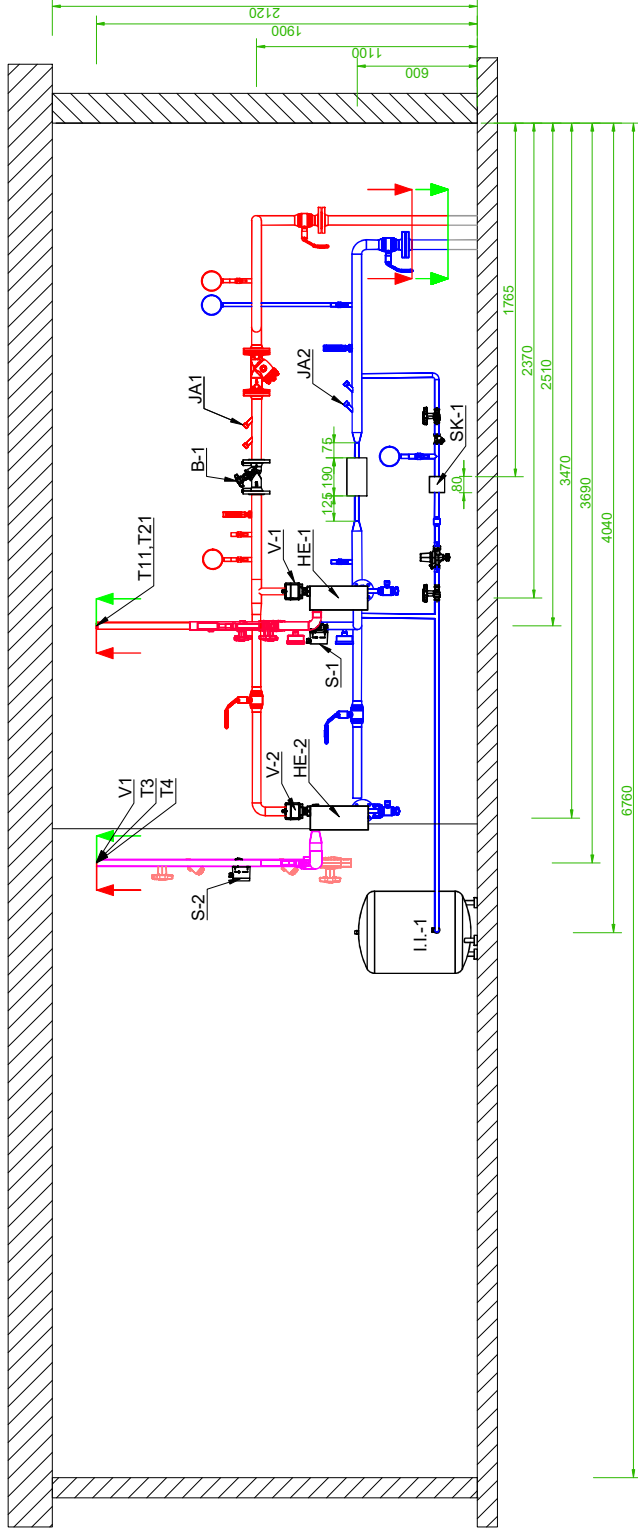 2120
1900
1100
600
T11,T21
B-1
JA1
JA2
V-1
HE-1
S-1
125
190
75
SK-1
80
V1
T3
T4
V-2
HE-2
S-2
I.I.-1
1765
2370
2510
3470
3690
4040
6760